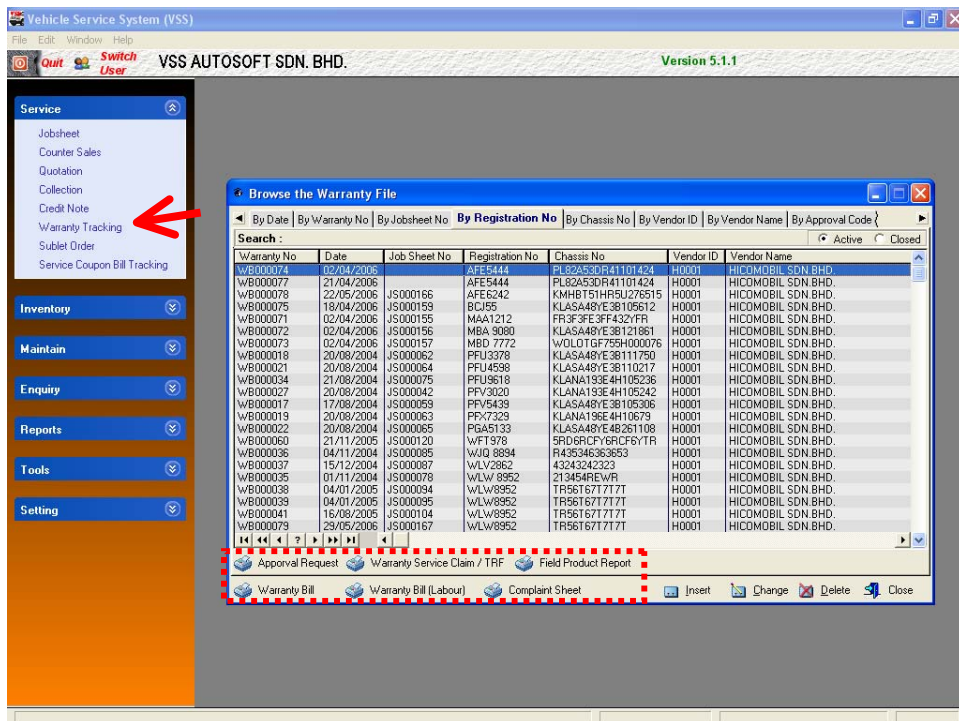 Vehicle Service System (VSS)
File Edit Window Help
Quit Switch User VSS AUTOSOFT SDN. BHD. Version 5.1.1
Service
Jobsheet
Counter Sales
Quotation
Collection
Credit Note
Warranty Tracking
Sublet Order
Service Coupon Bill Tracking
Inventory
Maintain
Enquiry
Reports
Tools
Setting
Browse the Warranty File
By Date By Warranty No By Jobsheet No By Registration No By Chassis No By Vendor ID By Vendor Name By Approval Code
Search : Active Closed
Warranty No Date Job Sheet No Registration No Chassis No Vendor ID Vendor Name
WB000074 02/04/2006 AFE5444 PL82A53DR41101424 H0001 HICOMOBIL SDN.BHD.
WB000077 21/04/2006 AFE5444 PL82A53DR41101424 H0001 HICOMOBIL SDN.BHD.
WB000078 22/05/2006 JS000166 AFE6242 KMHBT51HR5U276515 H0001 HICOMOBIL SDN.BHD.
WB000075 18/04/2006 JS000159 BCJ55 KLASA48YE3B105612 H0001 HICOMOBIL SDN.BHD.
WB000071 02/04/2006 JS000155 MAA1212 FR3F3FE3FF432YFR H0001 HICOMOBIL SDN.BHD.
WB000072 02/04/2006 JS000156 MBA 9080 KLASA48YE3B121861 H0001 HICOMOBIL SDN.BHD.
WB000073 02/04/2006 JS000157 MBD 7772 WOLOTGF755H000076 H0001 HICOMOBIL SDN.BHD.
WB000018 20/08/2004 JS000062 PFU3378 KLASA48YE3B111750 H0001 HICOMOBIL SDN.BHD.
WB000021 20/08/2004 JS000064 PFU4598 KLASA48YE3B110217 H0001 HICOMOBIL SDN.BHD.
WB000034 21/08/2004 JS000075 PFU9618 KLANA193E4H105236 H0001 HICOMOBIL SDN.BHD.
WB000027 20/08/2004 JS000042 PFV3020 KLANA193E4H105242 H0001 HICOMOBIL SDN.BHD.
WB000017 17/08/2004 JS000059 PFV5439 KLASA48YE3B105306 H0001 HICOMOBIL SDN.BHD.
WB000019 20/08/2004 JS000063 PFX7329 KLANA196E4H10679 H0001 HICOMOBIL SDN.BHD.
WB000022 20/08/2004 JS000065 PGA5133 KLASA48YE4B261108 H0001 HICOMOBIL SDN.BHD.
WB000060 21/11/2005 JS000120 WFT978 5RD6RCFY6RCF6YTR H0001 HICOMOBIL SDN.BHD.
WB000036 04/11/2004 JS000085 WJQ 8894 R435346363653 H0001 HICOMOBIL SDN.BHD.
WB000037 15/12/2004 JS000087 WLV2862 43243242323 H0001 HICOMOBIL SDN.BHD.
WB000035 01/11/2004 JS000078 WLW 8952 213454REWR H0001 HICOMOBIL SDN.BHD.
WB000038 04/01/2005 JS000094 WLW8952 TR56T67T7T7T H0001 HICOMOBIL SDN.BHD.
WB000039 04/01/2005 JS000095 WLW8952 TR56T67T7T7T H0001 HICOMOBIL SDN.BHD.
WB000041 16/08/2005 JS000104 WLW8952 TR56T67T7T7T H0001 HICOMOBIL SDN.BHD.
WB000079 29/05/2006 JS000167 WLW8952 TR56T67T7T7T H0001 HICOMOBIL SDN.BHD.
Apporval Request Warranty Service Claim / TRF Field Product Report
Warranty Bill Warranty Bill (Labour) Complaint Sheet Insert Change Delete Close